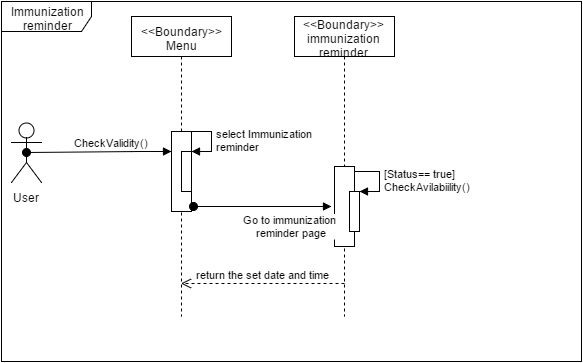 Immunization
reminder
<<Boundary>>
Menu
<<Boundary>>
immunization
reminder
CheckValidity()
select Immunization
reminder
User
[Status== true]
CheckAvilabiility()
Go to immunization
reminder page
return the set date and time